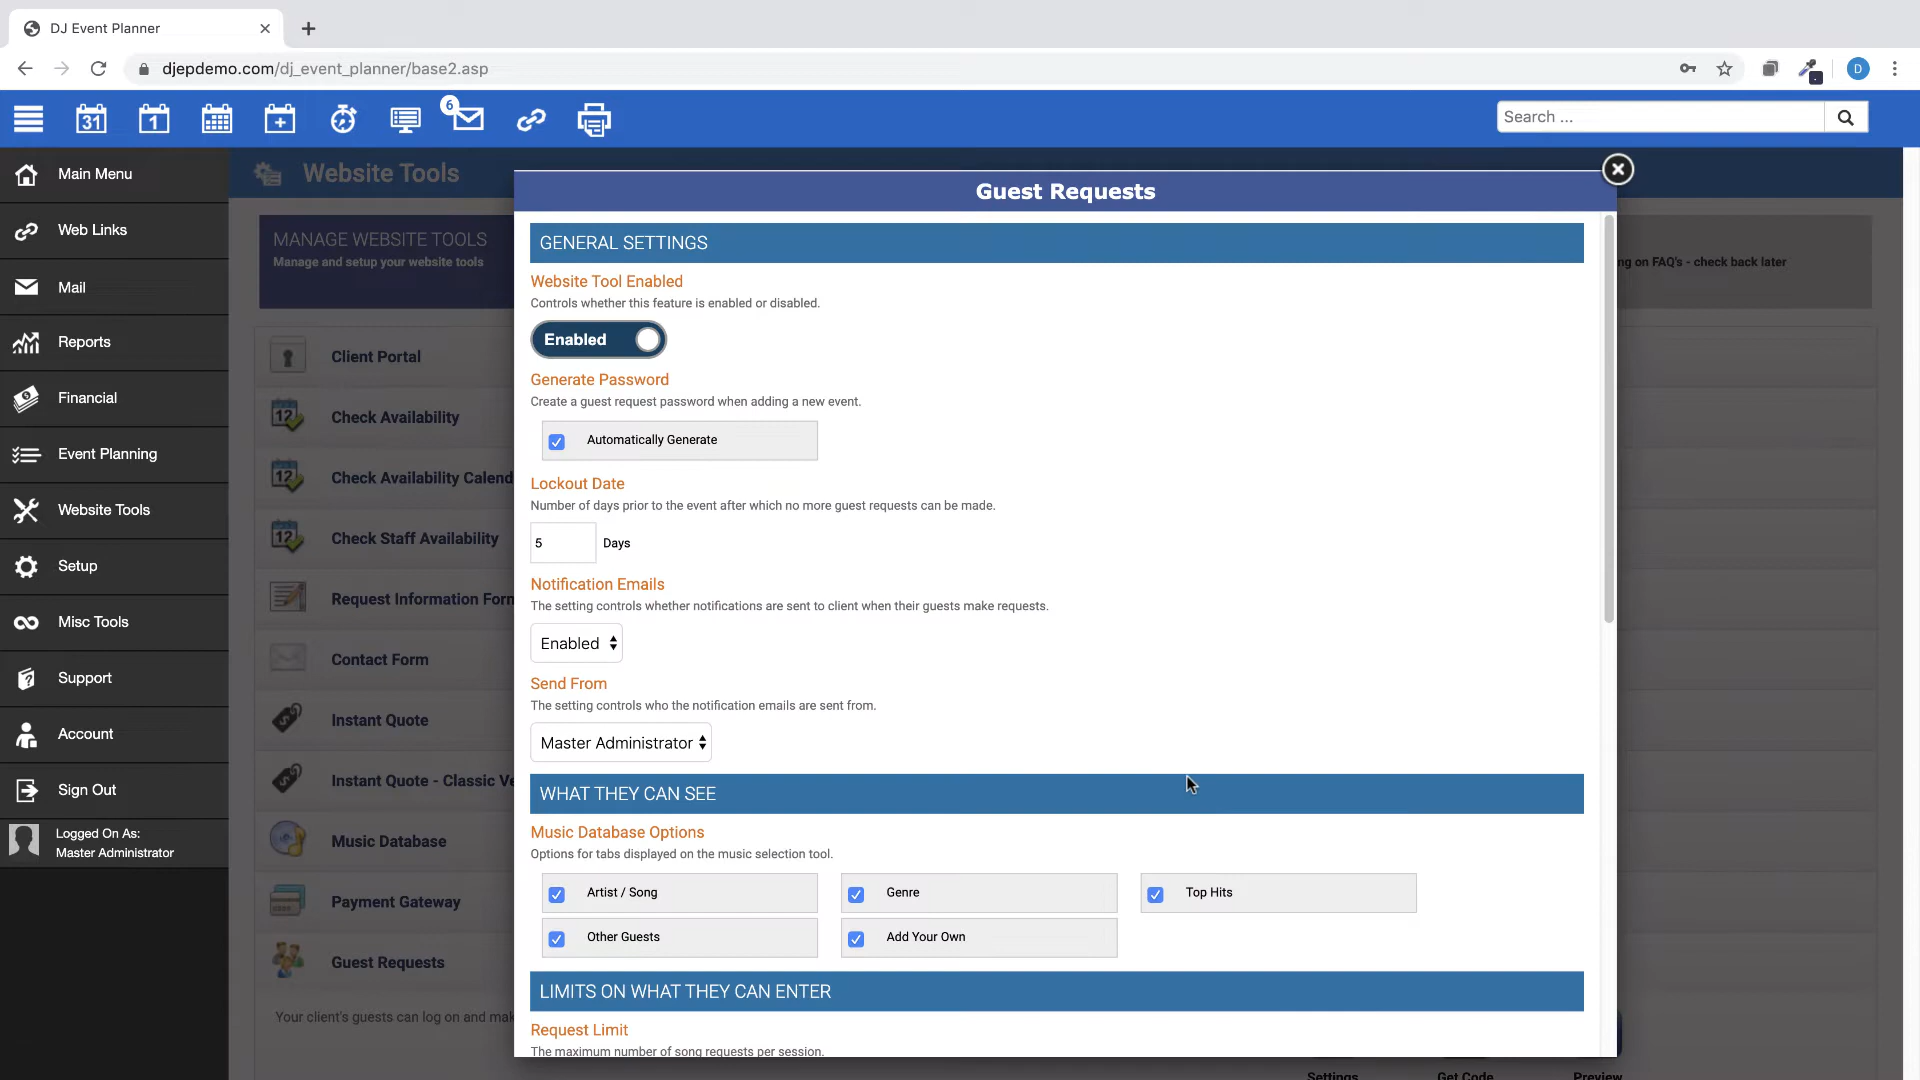 DJ Event Planner
djepdemo.com/dj_event_planner/base2.asp
D
31
1
6
Search ...
Main Menu
Web Links
Mail
Reports
Financial
Event Planning
Website Tools
Setup
Misc Tools
Support
Account
Sign Out
Logged On As:
Master Administrator
Website Tools
MANAGE WEBSITE TOOLS
Manage and setup your website tools
ng on FAQ's - check back later
Client Portal
12
Check Availability
12
Check Availability Calend
12
Check Staff Availability
Request Information Form
Contact Form
Instant Quote
Instant Quote - Classic Ve
Music Database
Payment Gateway
Guest Requests
Your client's guests can log on and mak
Settings
Get Code
Preview
Guest Requests
GENERAL SETTINGS
Website Tool Enabled
Controls whether this feature is enabled or disabled.
Enabled
Generate Password
Create a guest request password when adding a new event.
Automatically Generate
Lockout Date
Number of days prior to the event after which no more guest requests can be made.
5 Days
Notification Emails
The setting controls whether notifications are sent to client when their guests make requests.
Enabled
Send From
The setting controls who the notification emails are sent from.
Master Administrator
WHAT THEY CAN SEE
Music Database Options
Options for tabs displayed on the music selection tool.
Artist / Song Genre Top Hits
Other Guests Add Your Own
LIMITS ON WHAT THEY CAN ENTER
Request Limit
The maximum number of song requests per session.